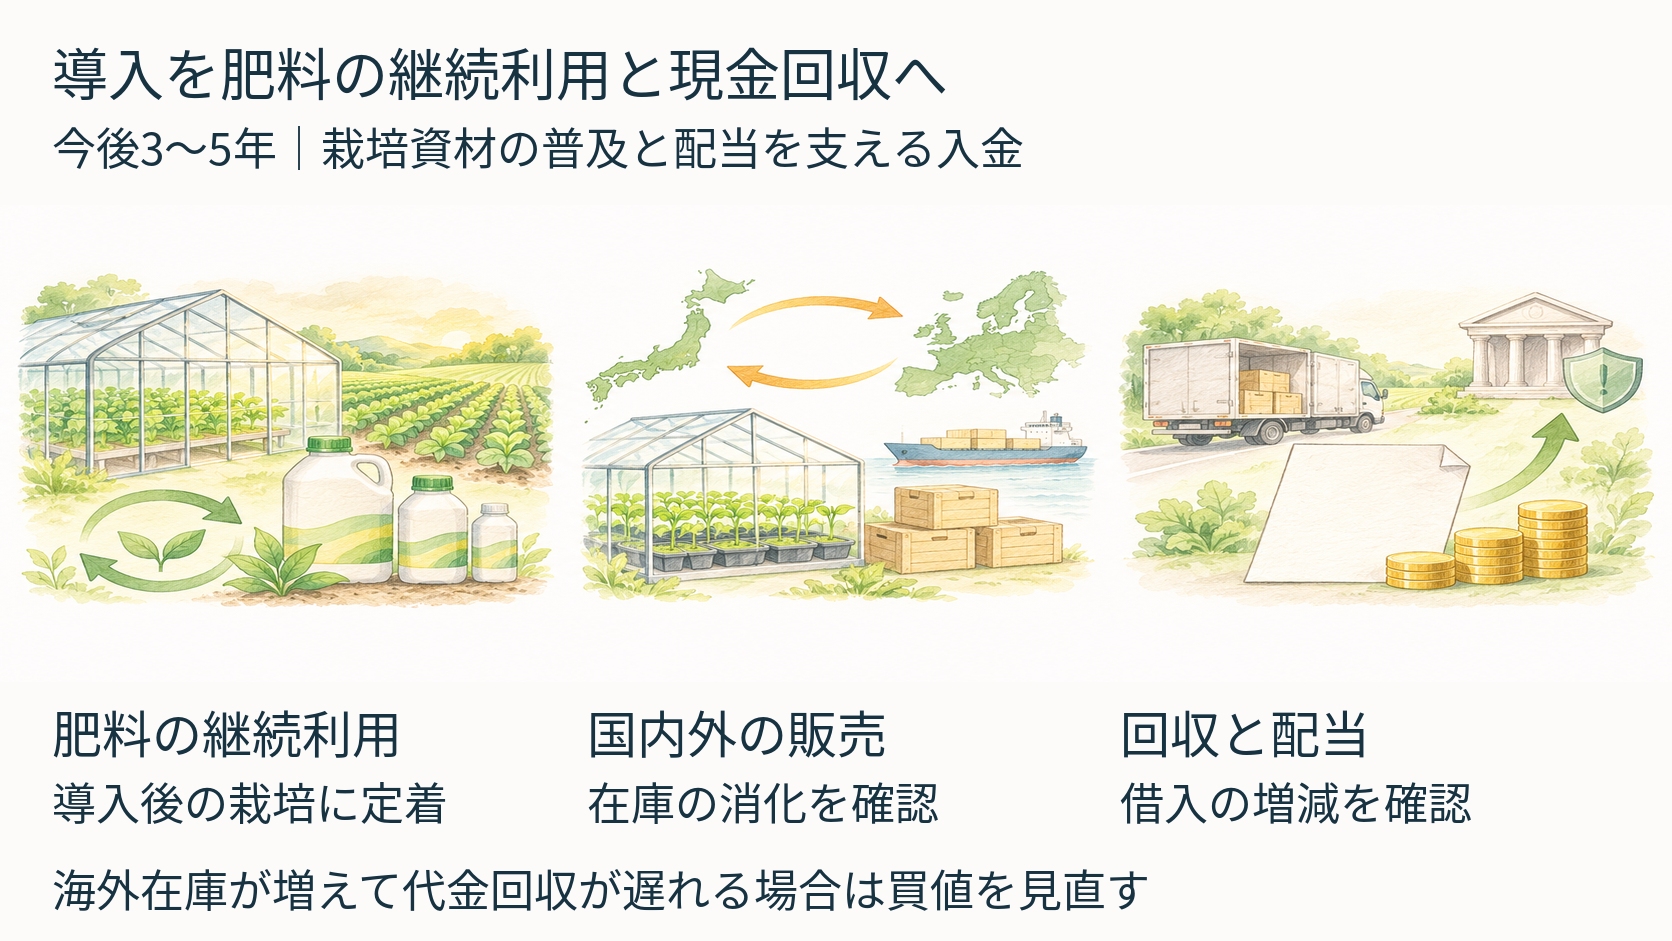 導入を肥料の継続利用と現金回収へ
今後3～5年｜栽培資材の普及と配当を支える入金
肥料の継続利用
導入後の栽培に定着
国内外の販売
在庫の消化を確認
回収と配当
借入の増減を確認
海外在庫が増えて代金回収が遅れる場合は買値を見直す